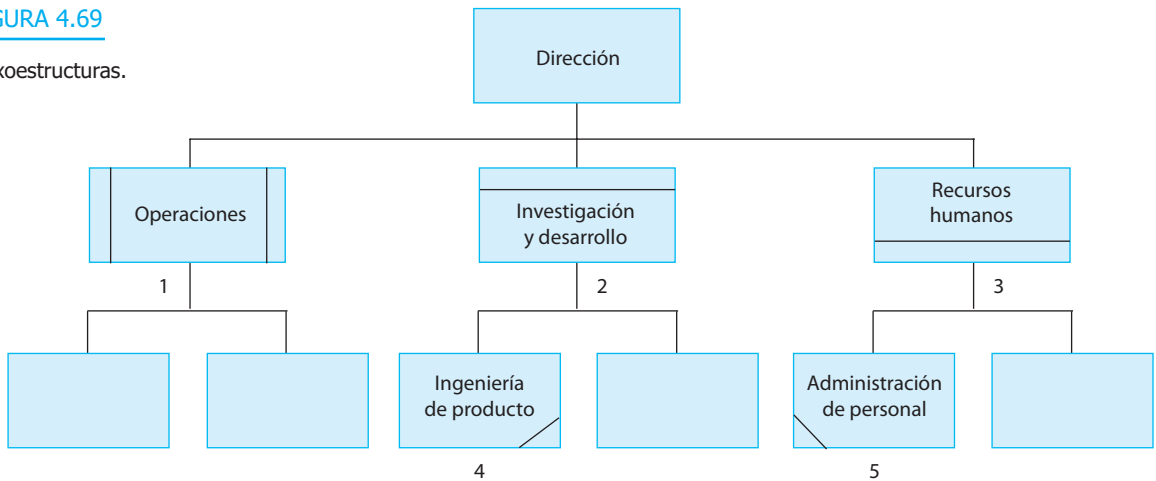 GURA 4.69
xoestructuras.
Dirección
Operaciones
Investigación
y desarrollo
Recursos
humanos
1
2
3
Ingeniería
de producto
Administración
de personal
4
5